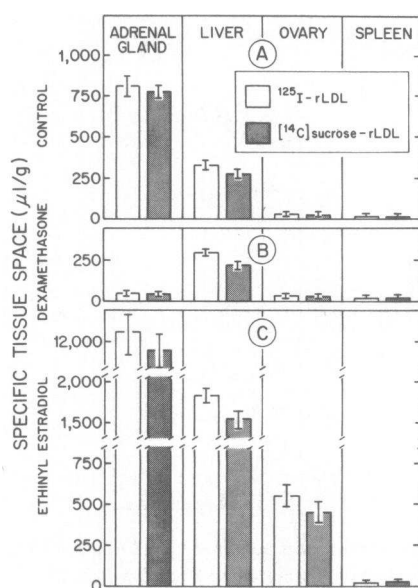 ADRENAL GLAND
LIVER
OVARY
SPLEEN
A
1,000
750
500
250
0
¹²⁵I-rLDL
[¹⁴C]sucrose-rLDL
B
250
0
C
12,000
2,000
1,500
750
500
250
0
SPECIFIC TISSUE SPACE (μl/g)
CONTROL
DEXAMETHASONE
ETHINYL ESTRADIOL